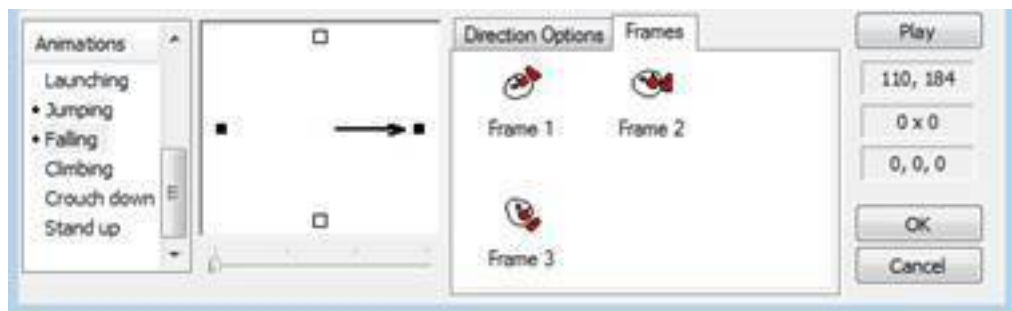 Animations
Launching
• Jumping
• Falling
Climbing
Crouch down
Stand up
Direction Options
Frames
Frame 1
Frame 2
Frame 3
Play
110, 184
0 x 0
0, 0, 0
OK
Cancel